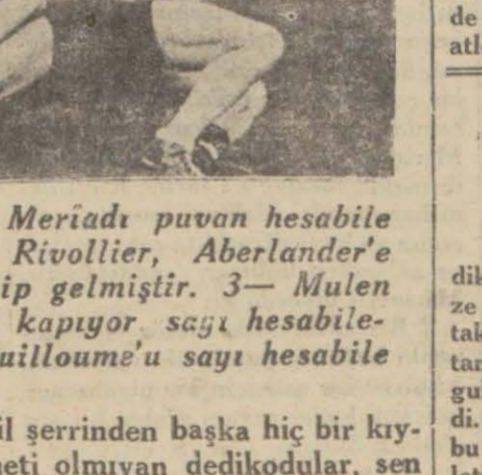 Meriadı puvan hesabile
Rivollier, Aberlander'e
ip gelmiştir. 3— Mulen
kapıyor sayı hesabile-
uilloume'u sayı hesabile
il şerrinden başka hiç bir kıy-
neti olmıyan dedikodular, sen
de
atl
dik
ze
tak
tar
gu
di.
bu